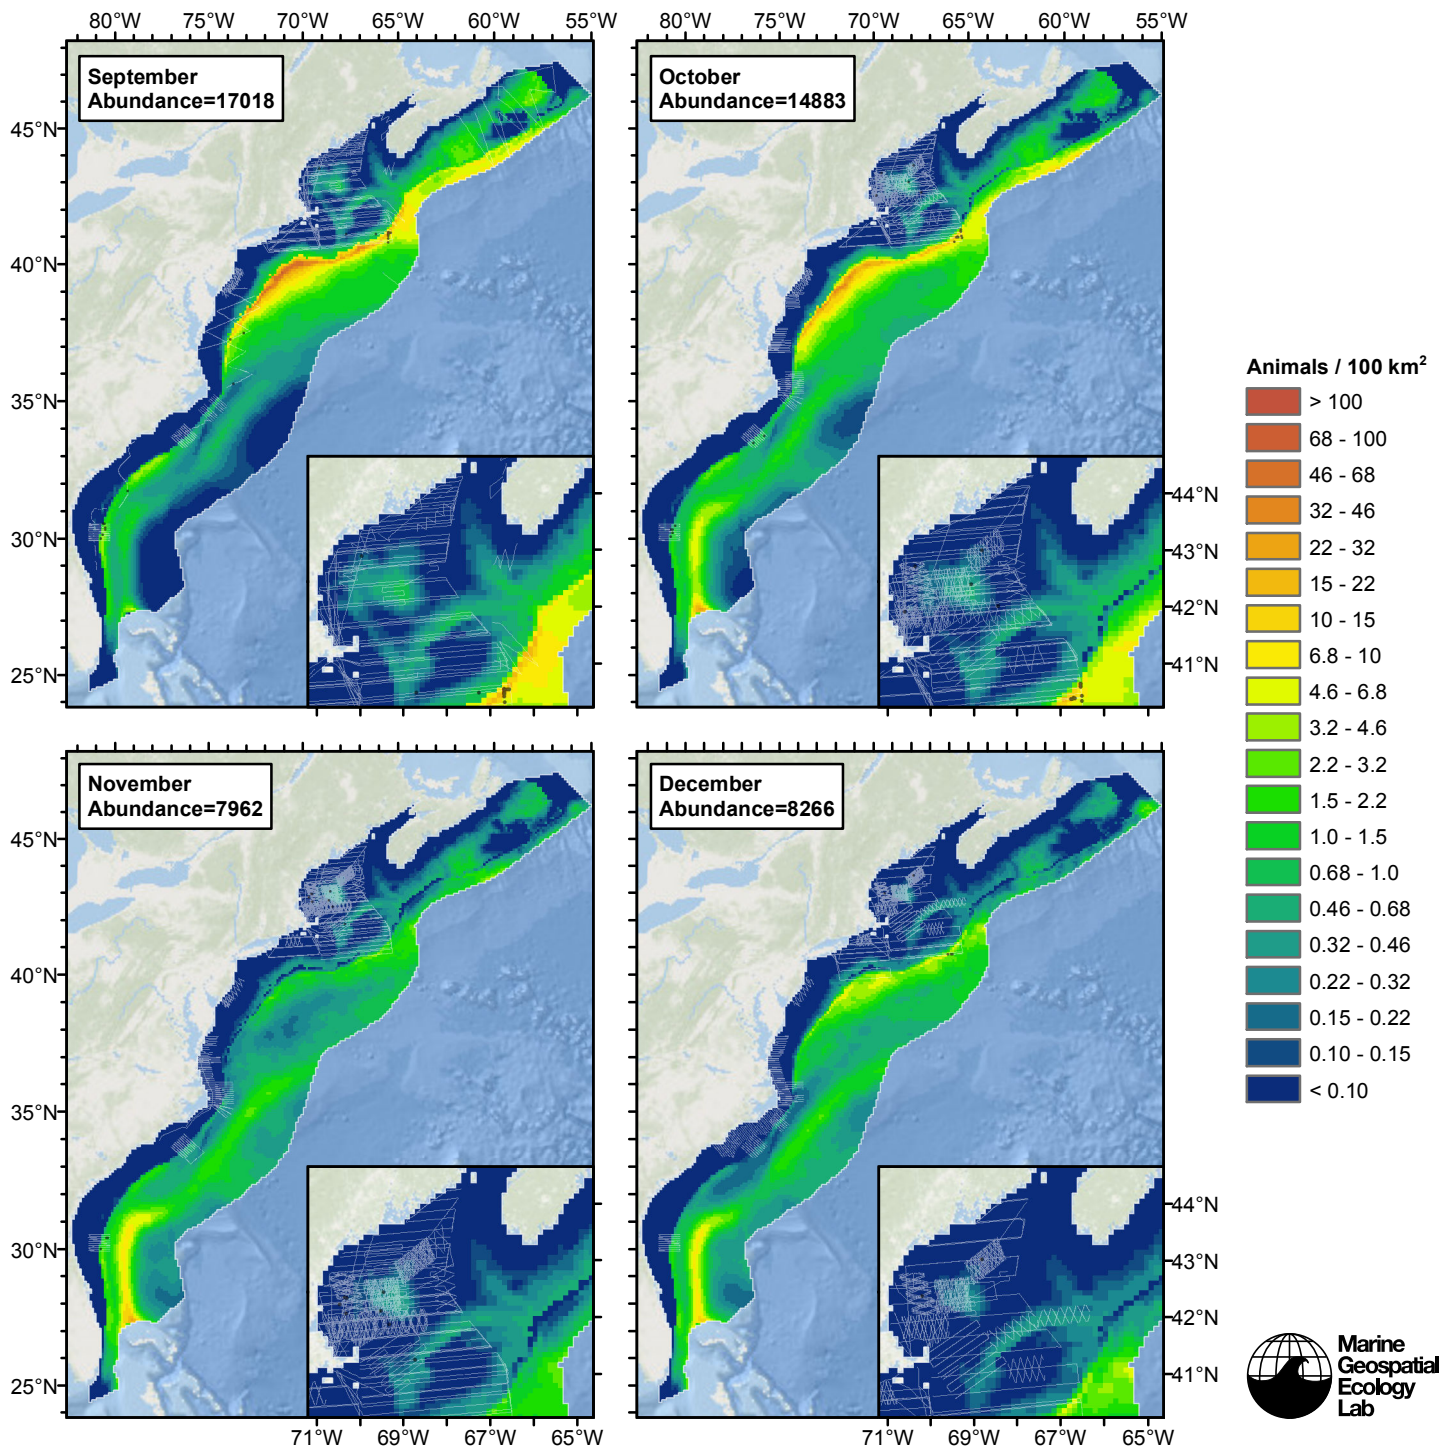 80°W 75°W 70°W 65°W 60°W 55°W
80°W 75°W 70°W 65°W 60°W 55°W
September
Abundance=17018
October
Abundance=14883
45°N
40°N
35°N
30°N
25°N
44°N
43°N
42°N
41°N
November
Abundance=7962
December
Abundance=8266
45°N
40°N
35°N
30°N
25°N
44°N
43°N
42°N
41°N
71°W 69°W 67°W 65°W
71°W 69°W 67°W 65°W
Animals / 100 km²
> 100
68 - 100
46 - 68
32 - 46
22 - 32
15 - 22
10 - 15
6.8 - 10
4.6 - 6.8
3.2 - 4.6
2.2 - 3.2
1.5 - 2.2
1.0 - 1.5
0.68 - 1.0
0.46 - 0.68
0.32 - 0.46
0.22 - 0.32
0.15 - 0.22
0.10 - 0.15
< 0.10
Marine
Geospatial
Ecology
Lab